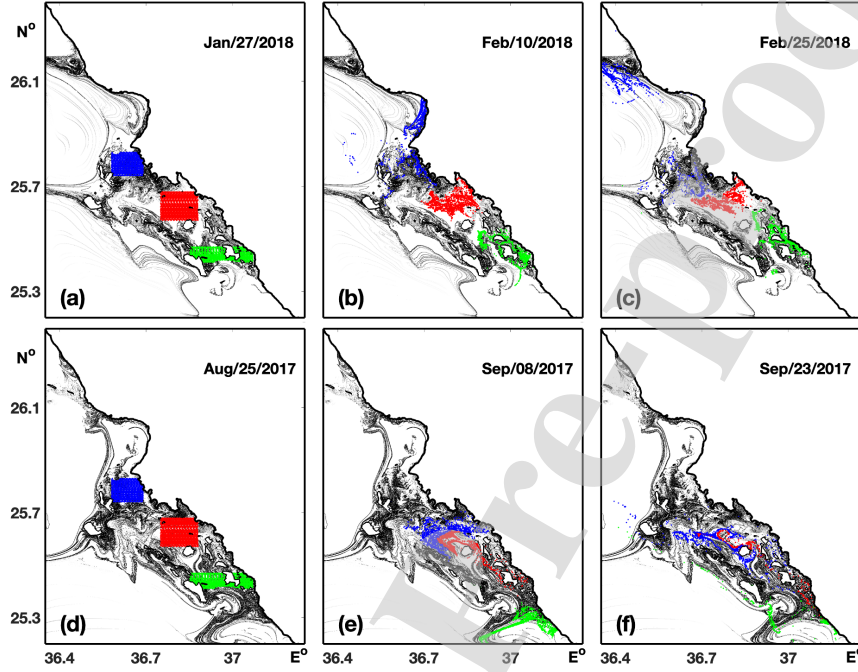 N°
Jan/27/2018
Feb/10/2018
Feb/25/2018
26.1
25.7
25.3
(a)
(b)
(c)
N°
Aug/25/2017
Sep/08/2017
Sep/23/2017
26.1
25.7
25.3
(d)
(e)
(f)
36.4
36.7
37
E°
36.4
36.7
37
E°
36.4
36.7
37
E°
Pre-proo